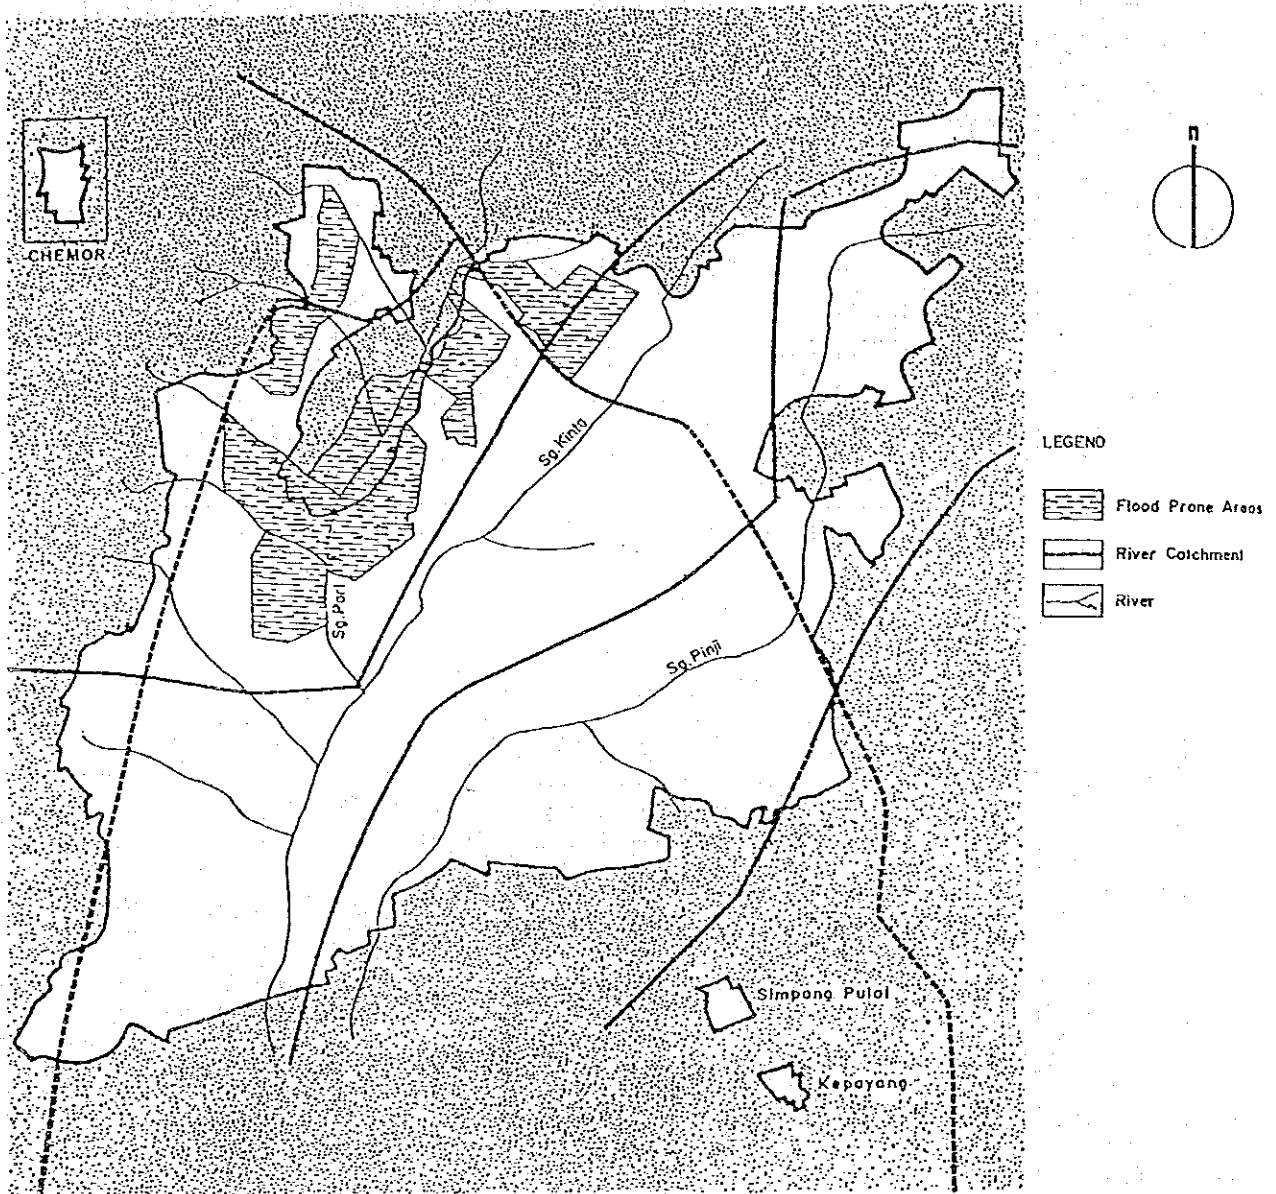 n
CHEMOR
Sg. Kinta
LEGEND
Flood Prone Areas
River Catchment
River
Sg. Pari
Sg. Pinji
Simpang Pulai
Kepayang